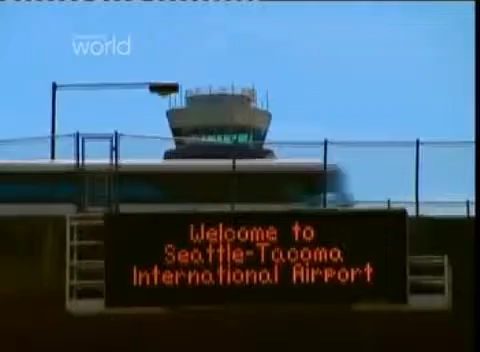 world
Welcome to
Seattle-Tacoma
International Airport